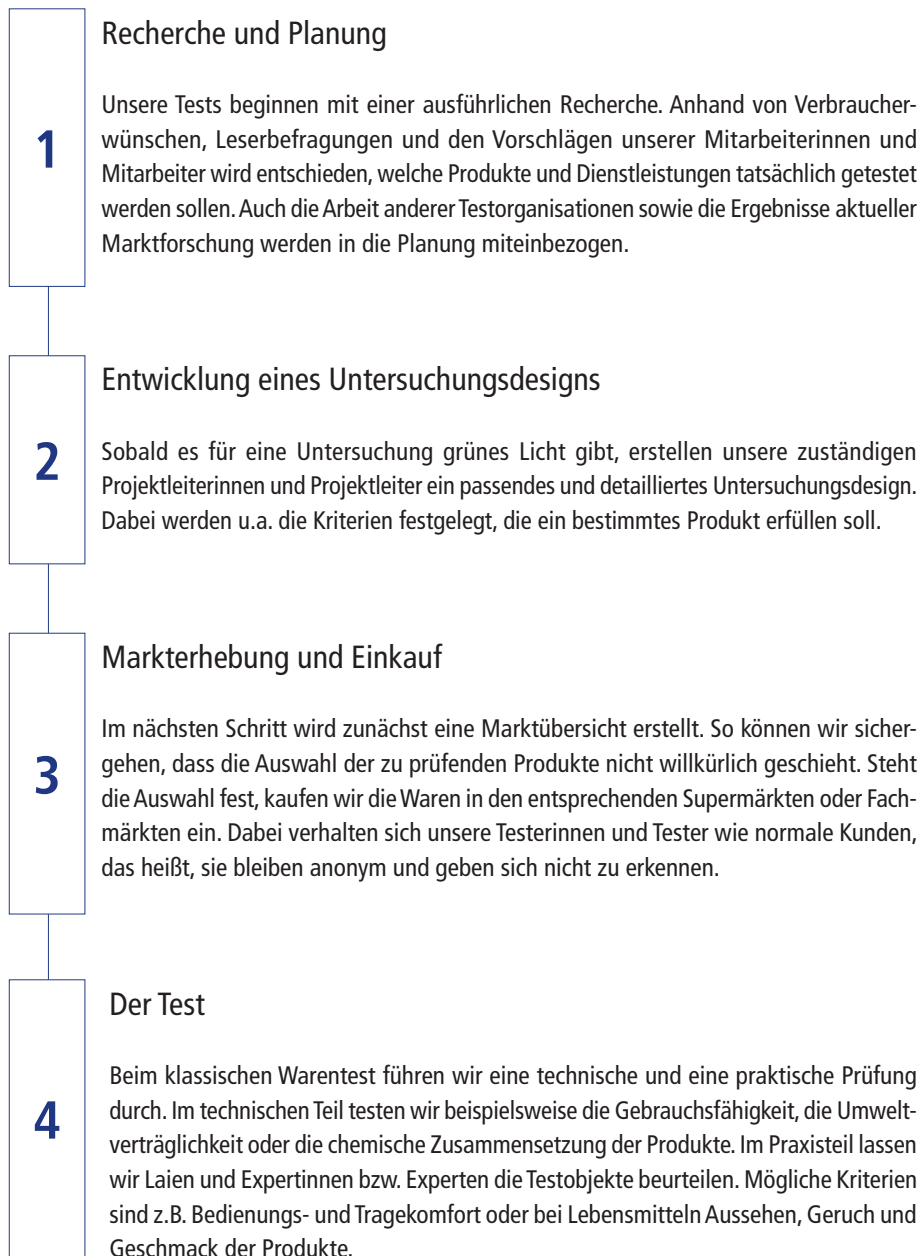 Recherche und Planung
1
Unsere Tests beginnen mit einer ausführlichen Recherche. Anhand von Verbraucher-
wünschen, Leserbefragungen und den Vorschlägen unserer Mitarbeiterinnen und
Mitarbeiter wird entschieden, welche Produkte und Dienstleistungen tatsächlich getestet
werden sollen. Auch die Arbeit anderer Testorganisationen sowie die Ergebnisse aktueller
Marktforschung werden in die Planung miteinbezogen.
Entwicklung eines Untersuchungsdesigns
2
Sobald es für eine Untersuchung grünes Licht gibt, erstellen unsere zuständigen
Projektleiterinnen und Projektleiter ein passendes und detailliertes Untersuchungsdesign.
Dabei werden u.a. die Kriterien festgelegt, die ein bestimmtes Produkt erfüllen soll.
Markterhebung und Einkauf
3
Im nächsten Schritt wird zunächst eine Marktübersicht erstellt. So können wir sicher-
gehen, dass die Auswahl der zu prüfenden Produkte nicht willkürlich geschieht. Steht
die Auswahl fest, kaufen wir die Waren in den entsprechenden Supermärkten oder Fach-
märkten ein. Dabei verhalten sich unsere Testerinnen und Tester wie normale Kunden,
das heißt, sie bleiben anonym und geben sich nicht zu erkennen.
Der Test
4
Beim klassischen Warentest führen wir eine technische und eine praktische Prüfung
durch. Im technischen Teil testen wir beispielsweise die Gebrauchsfähigkeit, die Umwelt-
verträglichkeit oder die chemische Zusammensetzung der Produkte. Im Praxisteil lassen
wir Laien und Expertinnen bzw. Experten die Testobjekte beurteilen. Mögliche Kriterien
sind z.B. Bedienungs- und Tragekomfort oder bei Lebensmitteln Aussehen, Geruch und
Geschmack der Produkte.